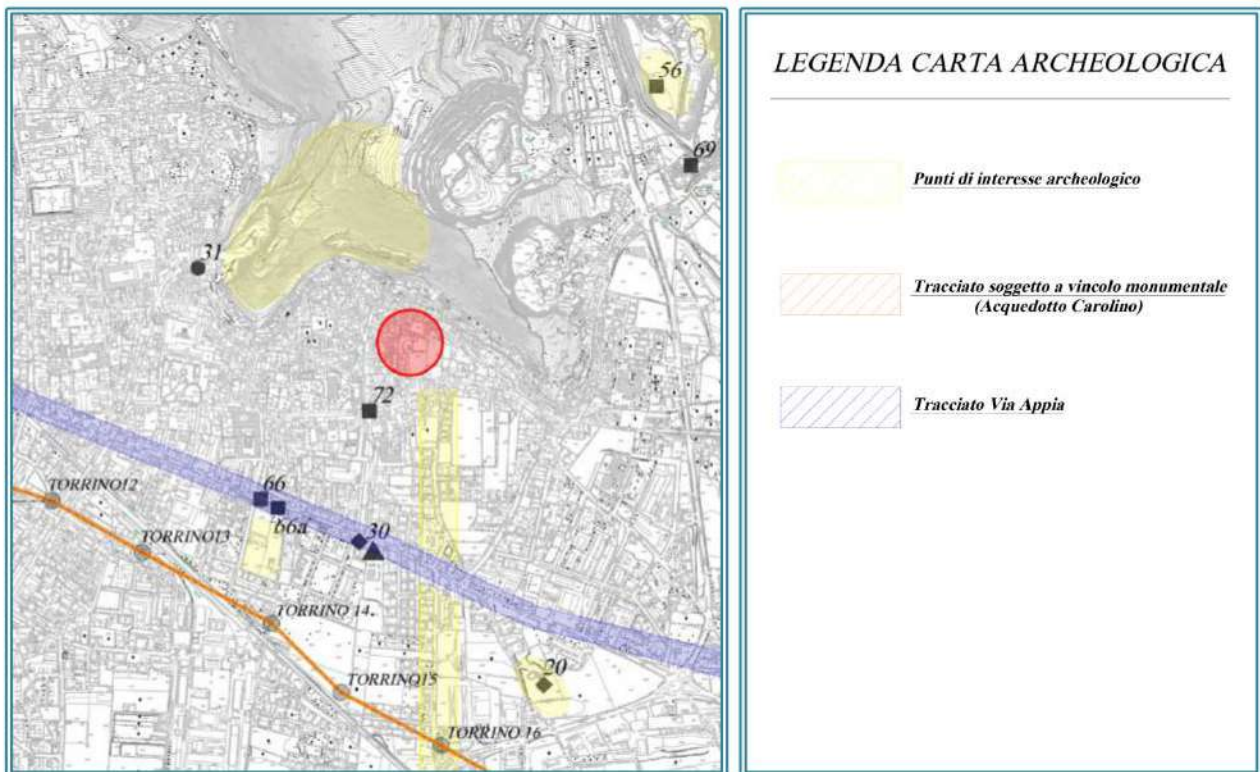 56
69
31
72
66
b6a
30
TORRINO12
TORRINO13
TORRINO 14
TORRINO15
20
TORRINO 16
LEGENDA CARTA ARCHEOLOGICA
Punti di interesse archeologico
Tracciato soggetto a vincolo monumentale
(Acquedotto Carolino)
Tracciato Via Appia